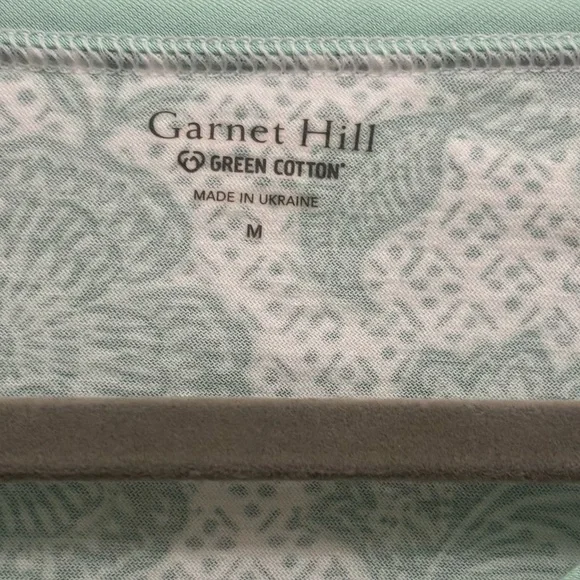 Garnet Hill
GREEN COTTON®
MADE IN UKRAINE
M